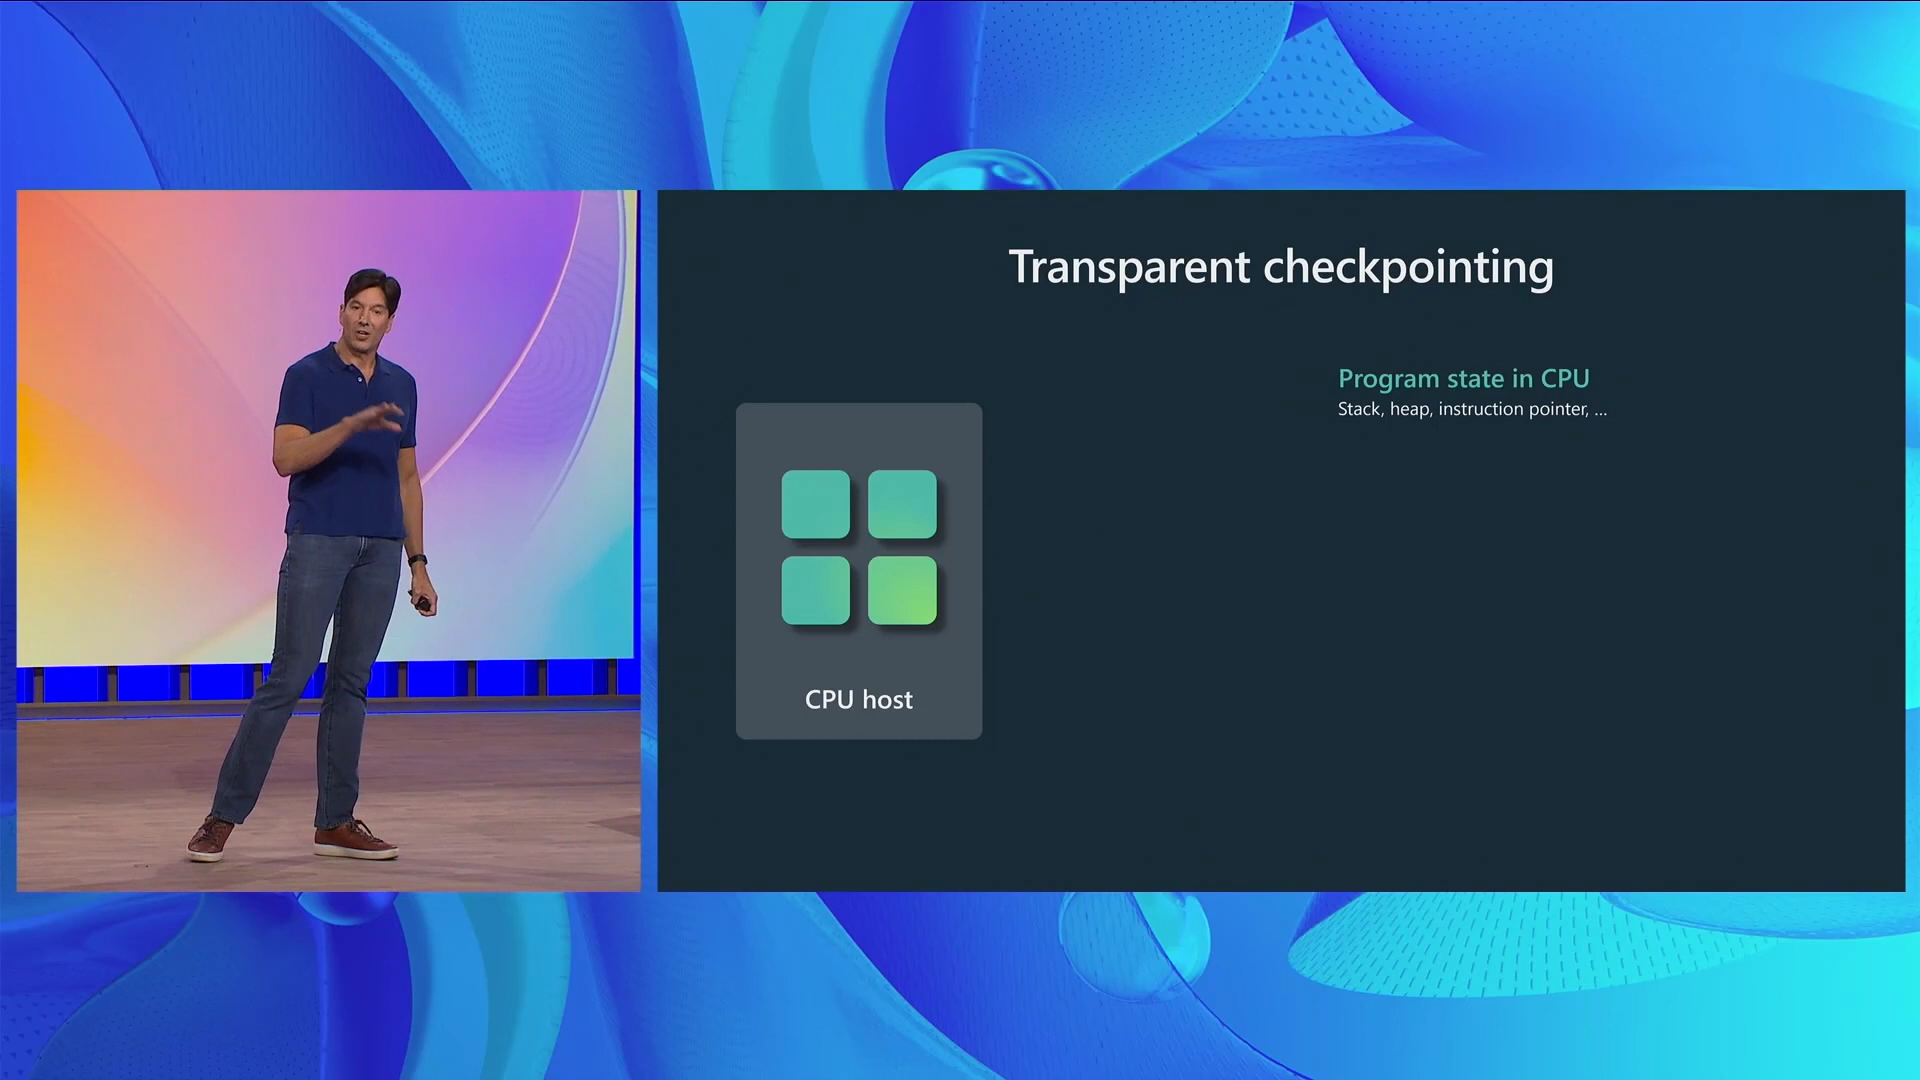 Transparent checkpointing
Program state in CPU
Stack, heap, instruction pointer, ...
CPU host